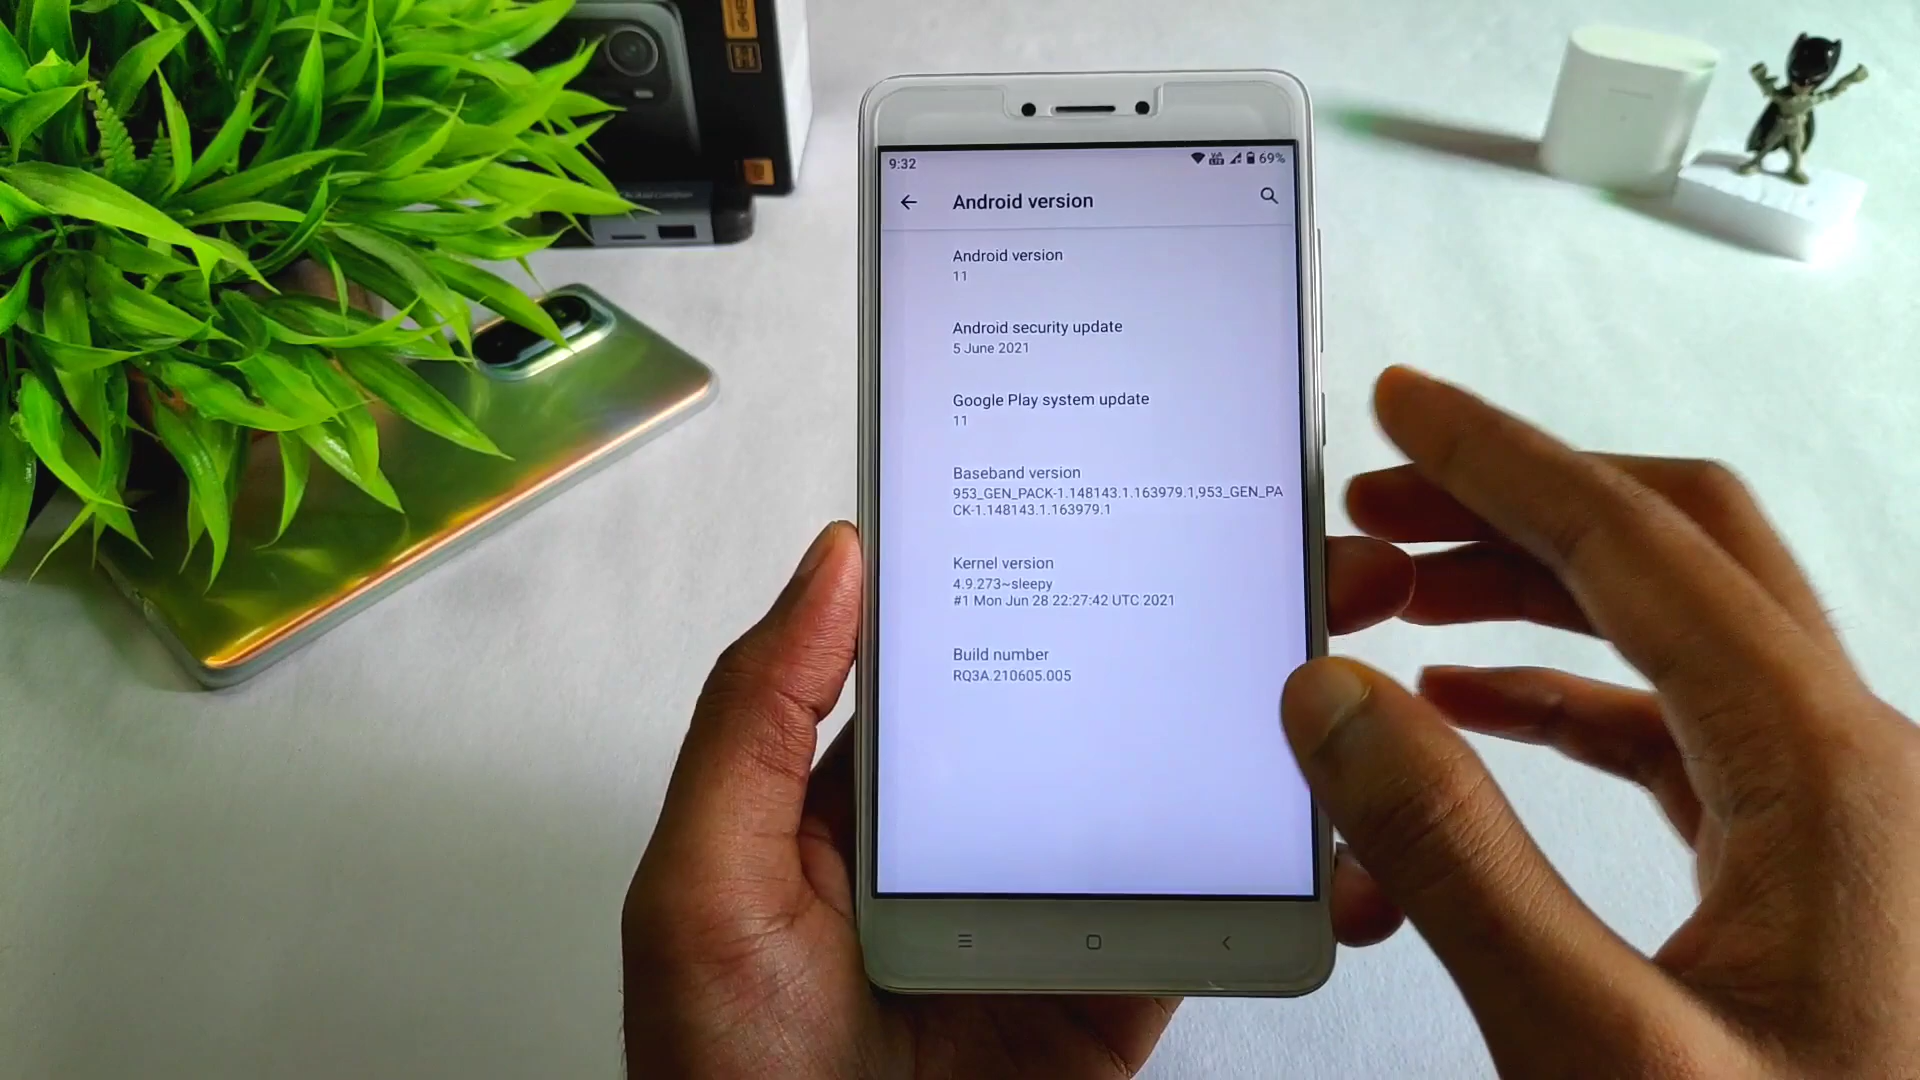 9:32
69%
Android version
Android version
11
Android security update
5 June 2021
Google Play system update
11
Baseband version
953_GEN_PACK-1.148143.1.163979.1,953_GEN_PA
CK-1.148143.1.163979.1
Kernel version
4.9.273~sleepy
#1 Mon Jun 28 22:27:42 UTC 2021
Build number
RQ3A.210605.005